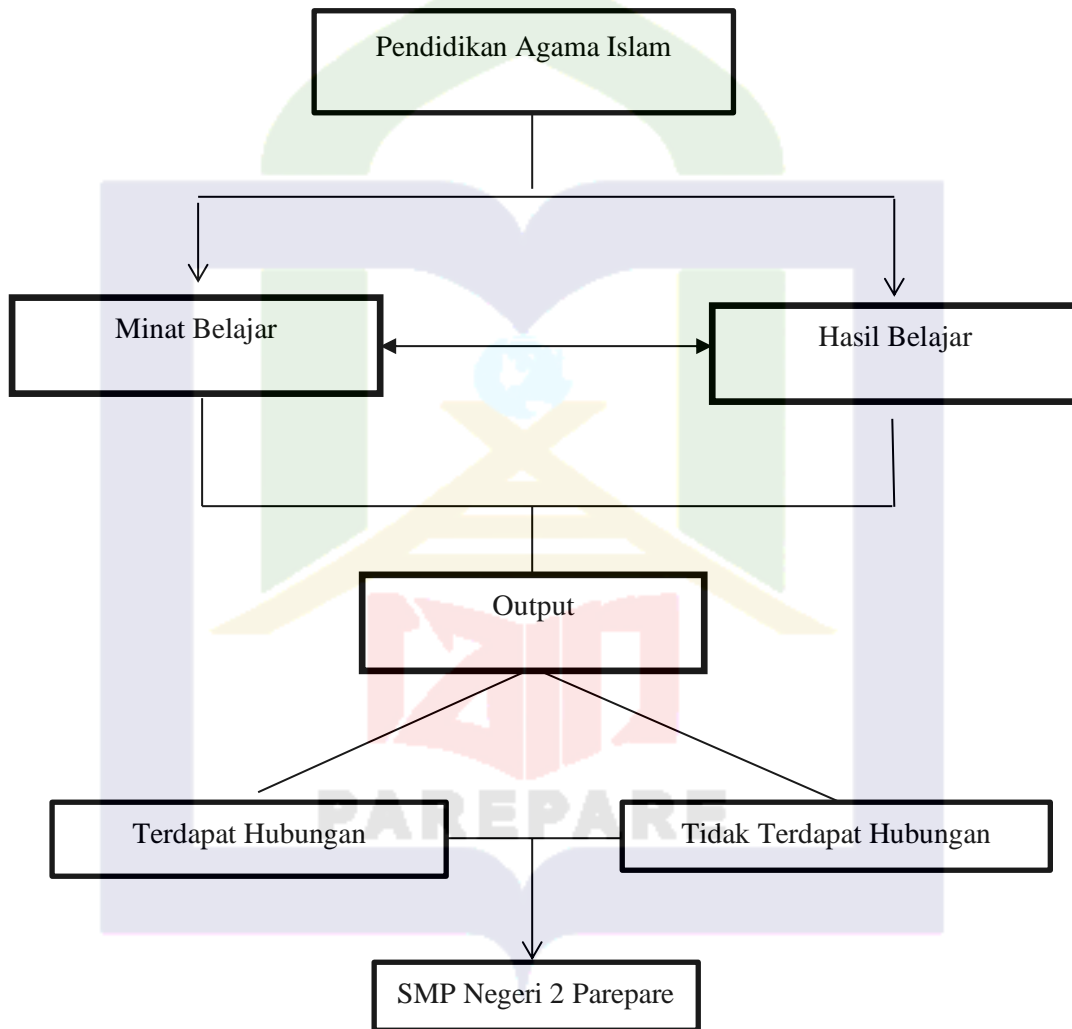 Pendidikan Agama Islam
Minat Belajar
Hasil Belajar
Output
Terdapat Hubungan
Tidak Terdapat Hubungan
PAREPARE
SMP Negeri 2 Parepare